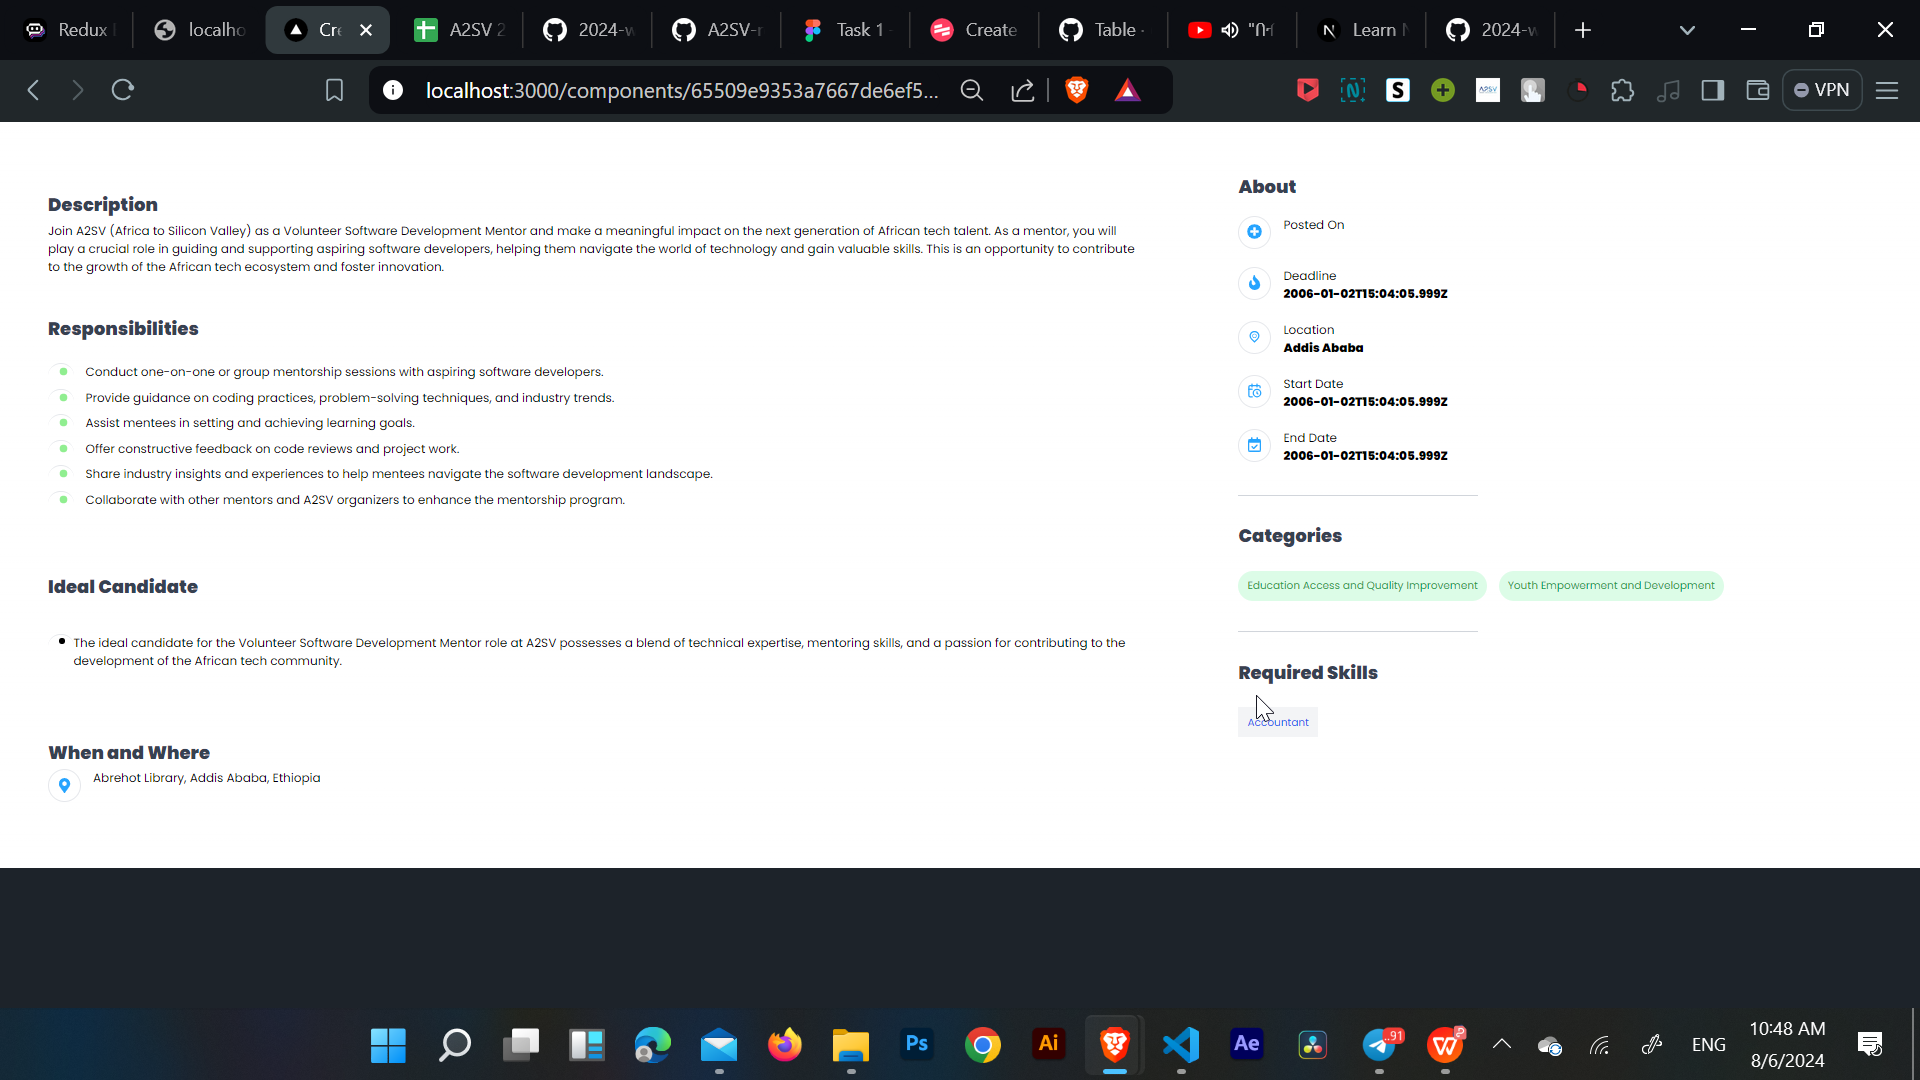 Redux
localho
Cre
A2SV 2
2024-w
A2SV-r
Task 1
Create
Table
Learn
2024-w
localhost:3000/components/65509e9353a7667de6ef5...
VPN
Description
Join A2SV (Africa to Silicon Valley) as a Volunteer Software Development Mentor and make a meaningful impact on the next generation of African tech talent. As a mentor, you will
play a crucial role in guiding and supporting aspiring software developers, helping them navigate the world of technology and gain valuable skills. This is an opportunity to contribute
to the growth of the African tech ecosystem and foster innovation.
Responsibilities
Conduct one-on-one or group mentorship sessions with aspiring software developers.
Provide guidance on coding practices, problem-solving techniques, and industry trends.
Assist mentees in setting and achieving learning goals.
Offer constructive feedback on code reviews and project work.
Share industry insights and experiences to help mentees navigate the software development landscape.
Collaborate with other mentors and A2SV organizers to enhance the mentorship program.
Ideal Candidate
The ideal candidate for the Volunteer Software Development Mentor role at A2SV possesses a blend of technical expertise, mentoring skills, and a passion for contributing to the
development of the African tech community.
When and Where
Abrehot Library, Addis Ababa, Ethiopia
About
Posted On
Deadline
2006-01-02T15:04:05.999Z
Location
Addis Ababa
Start Date
2006-01-02T15:04:05.999Z
End Date
2006-01-02T15:04:05.999Z
Categories
Education Access and Quality Improvement
Youth Empowerment and Development
Required Skills
Accountant
Ps
Ai
Ae
..91
ENG
10:48 AM
8/6/2024